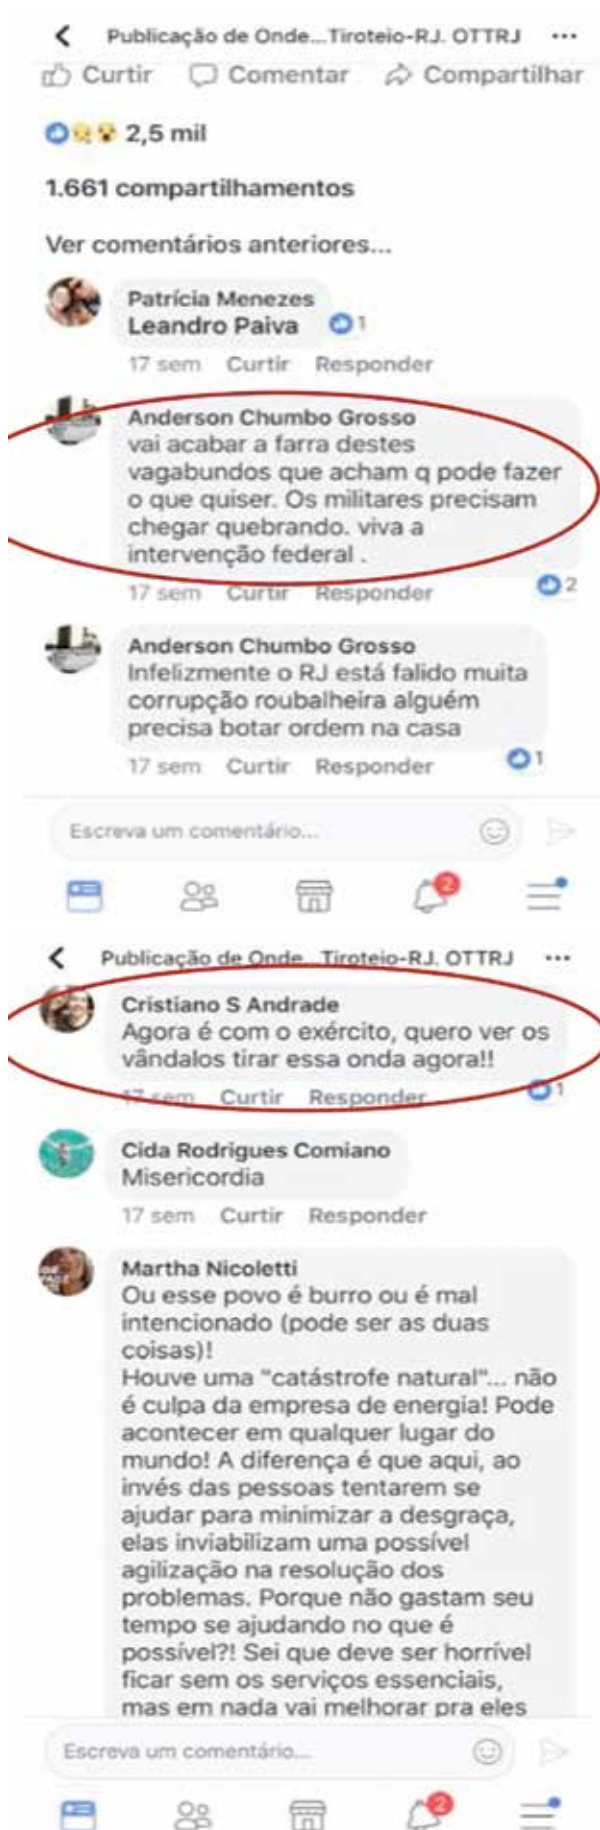 Publicação de Onde...Tiroteio-RJ. OTTRJ ...
Curtir Comentar Compartilhar
2,5 mil
1.661 compartilhamentos
Ver comentários anteriores...
Patrícia Menezes
Leandro Paiva 1
17 sem Curtir Responder
Anderson Chumbo Grosso
vai acabar a farra destes
vagabundos que acham q pode fazer
o que quiser. Os militares precisam
chegar quebrando. viva a
intervenção federal .
17 sem Curtir Responder 2
Anderson Chumbo Grosso
Infelizmente o RJ está falido muita
corrupção roubalheira alguém
precisa botar ordem na casa
17 sem Curtir Responder 1
Escreva um comentário...
2
Publicação de Onde...Tiroteio-RJ. OTTRJ ...
Cristiano S Andrade
Agora é com o exército, quero ver os
vândalos tirar essa onda agora!!
17 sem Curtir Responder 1
Cida Rodrigues Comiano
Misericordia
17 sem Curtir Responder
Martha Nicoletti
Ou esse povo é burro ou é mal
intencionado (pode ser as duas
coisas)!
Houve uma "catástrofe natural"... não
é culpa da empresa de energia! Pode
acontecer em qualquer lugar do
mundo! A diferença é que aqui, ao
invés das pessoas tentarem se
ajudar para minimizar a desgraça,
elas inviabilizam uma possível
agilização na resolução dos
problemas. Porque não gastam seu
tempo se ajudando no que é
possível?! Sei que deve ser horrível
ficar sem os serviços essenciais,
mas em nada vai melhorar pra eles
Escreva um comentário...
2